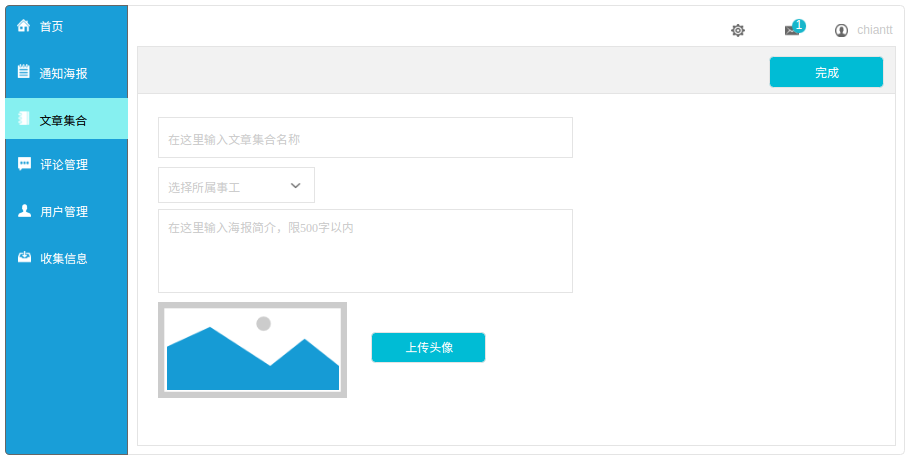 首页
通知海报
文章集合
评论管理
用户管理
收集信息
1
chiantt
完成
在这里输入文章集合名称
选择所属事工
在这里输入海报简介，限500字以内
上传头像